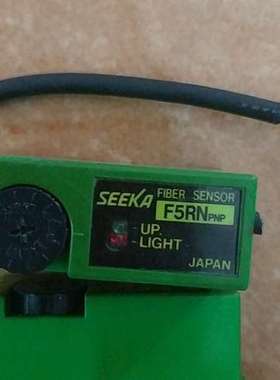 SEEKA FIBER SENSOR
F5RN PNP
UP
LIGHT
JAPAN